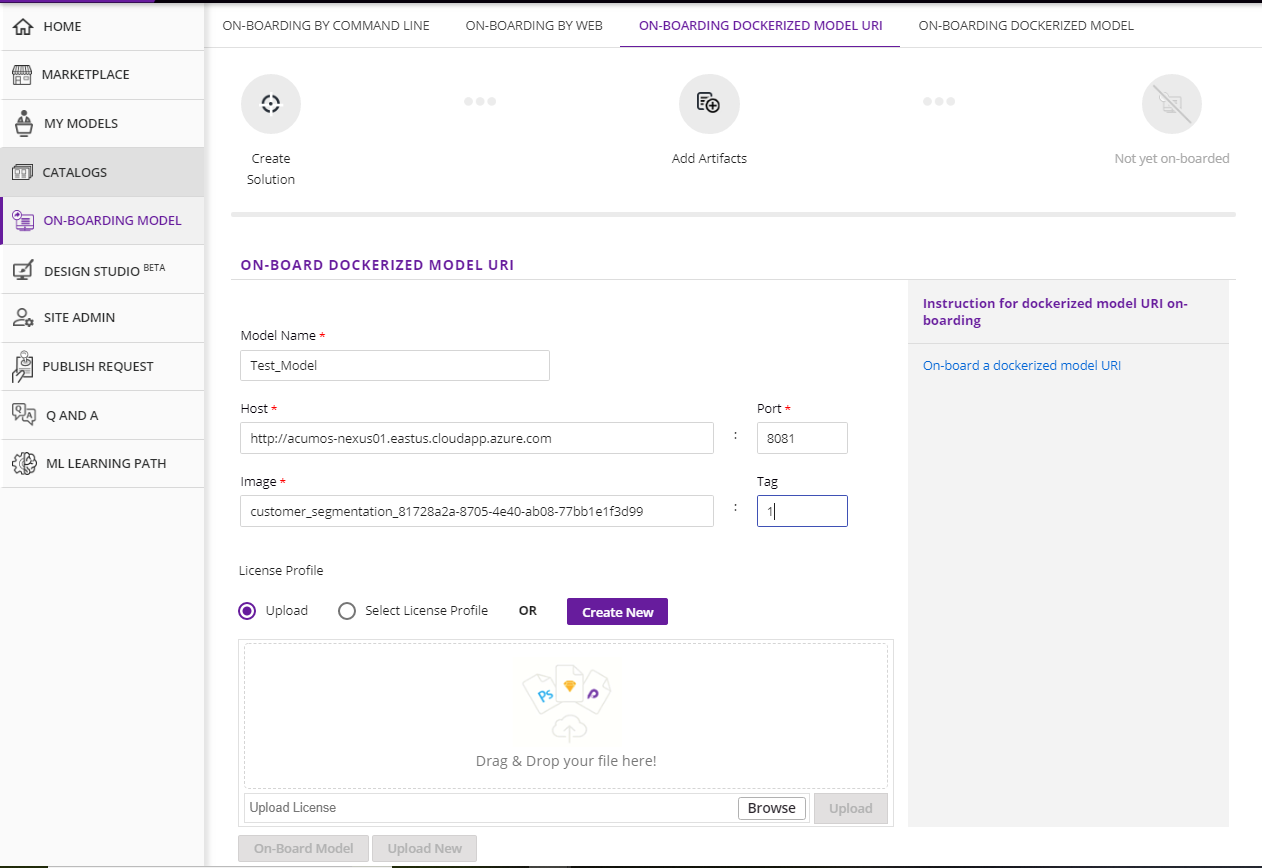 HOME
MARKETPLACE
MY MODELS
CATALOGS
ON-BOARDING MODEL
DESIGN STUDIO BETA
SITE ADMIN
PUBLISH REQUEST
Q AND A
ML LEARNING PATH
ON-BOARDING BY COMMAND LINE
ON-BOARDING BY WEB
ON-BOARDING DOCKERIZED MODEL URI
ON-BOARDING DOCKERIZED MODEL
Create
Solution
Add Artifacts
Not yet on-boarded
ON-BOARD DOCKERIZED MODEL URI
Model Name *
Test_Model
Host *
Port *
http://acumos-nexus01.eastus.cloudapp.azure.com
:
8081
Image *
Tag
customer_segmentation_81728a2a-8705-4e40-ab08-77bb1e1f3d99
:
1
License Profile
Upload
Select License Profile
OR
Create New
Ps
Drag & Drop your file here!
Upload License
Browse
Upload
On-Board Model
Upload New
Instruction for dockerized model URI on-
boarding
On-board a dockerized model URI